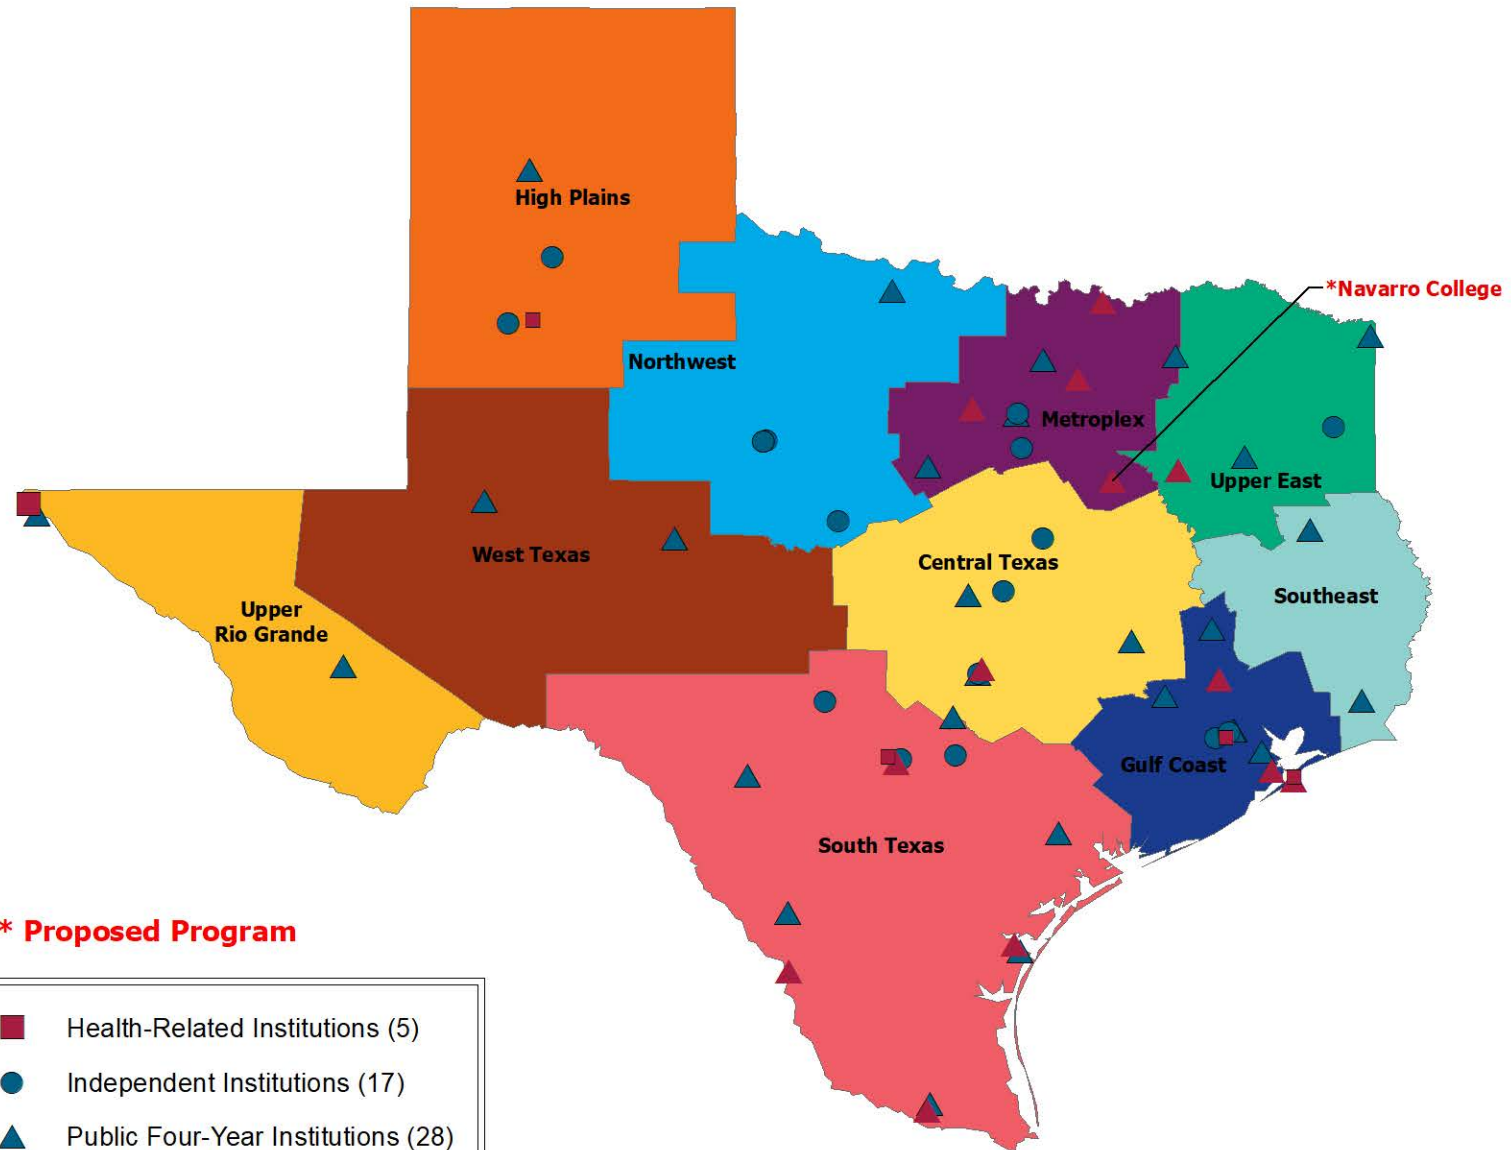 High Plains
*Navarro College
Northwest
Metroplex
Upper East
West Texas
Central Texas
Southeast
Upper
Rio Grande
Gulf Coast
South Texas
* Proposed Program
Health-Related Institutions (5)
Independent Institutions (17)
Public Four-Year Institutions (28)